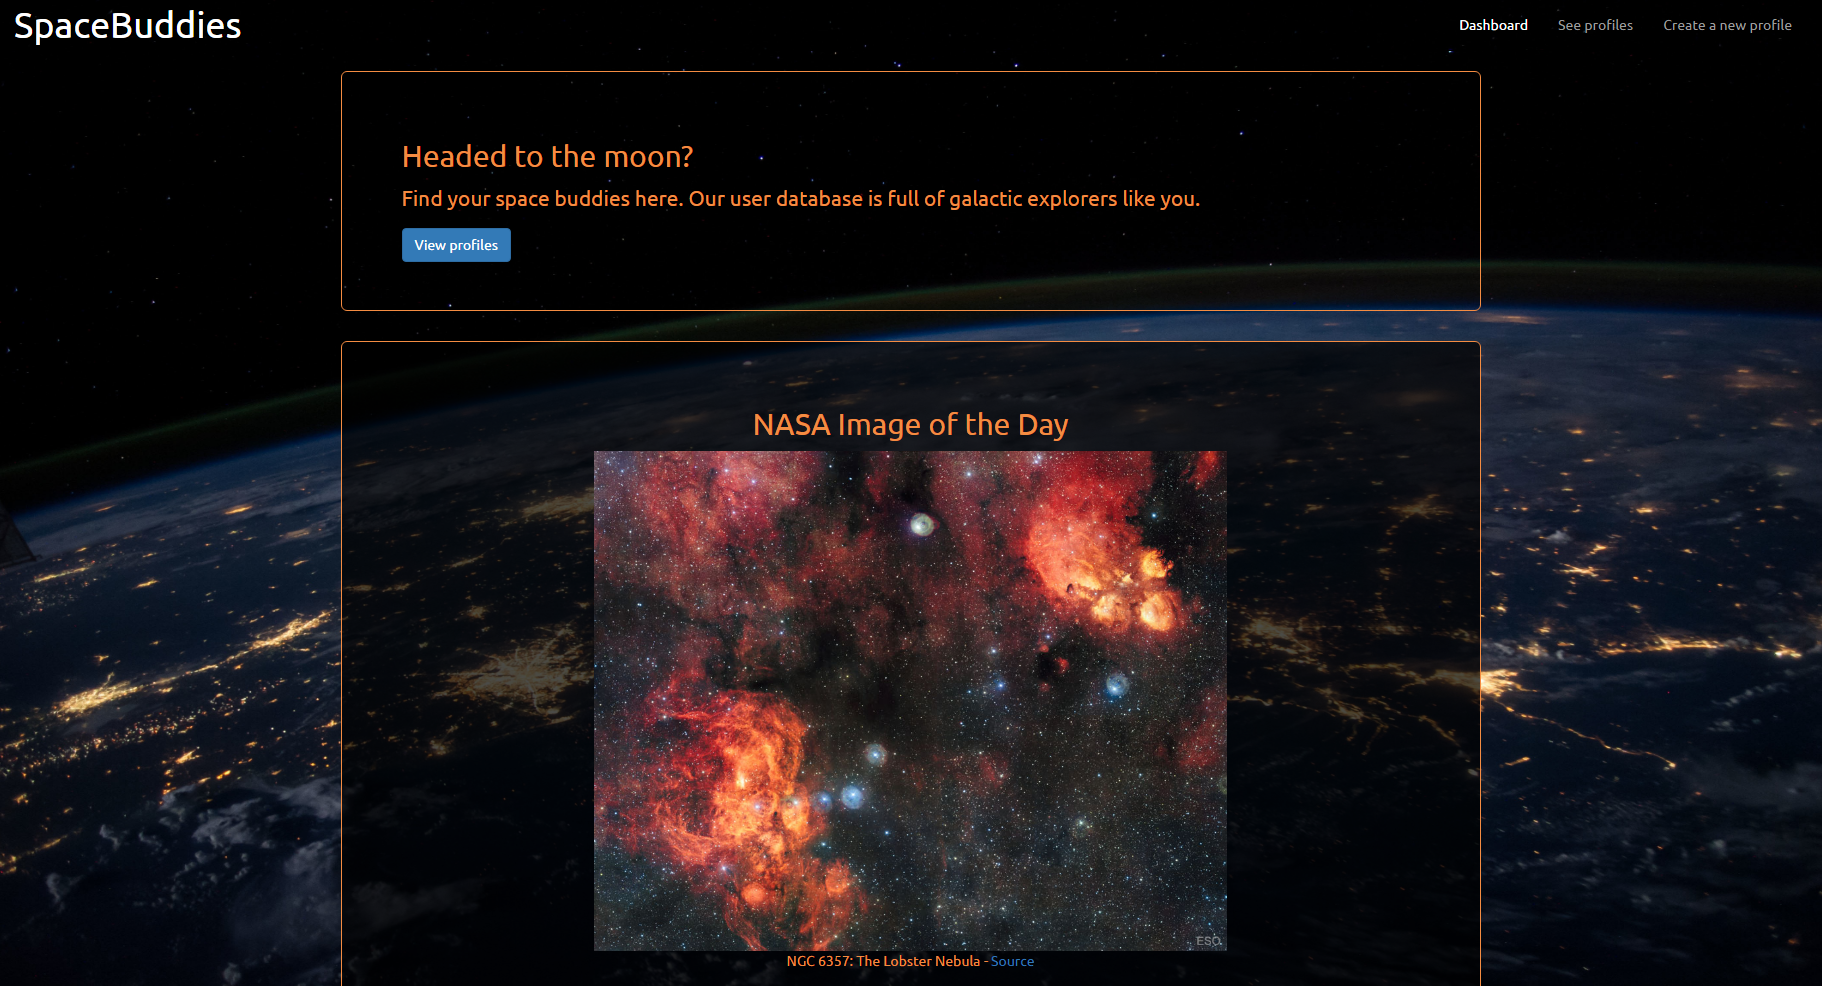 SpaceBuddies
Dashboard See profiles Create a new profile
Headed to the moon?
Find your space buddies here. Our user database is full of galactic explorers like you.
View profiles
NASA Image of the Day
ESO
NGC 6357: The Lobster Nebula - Source